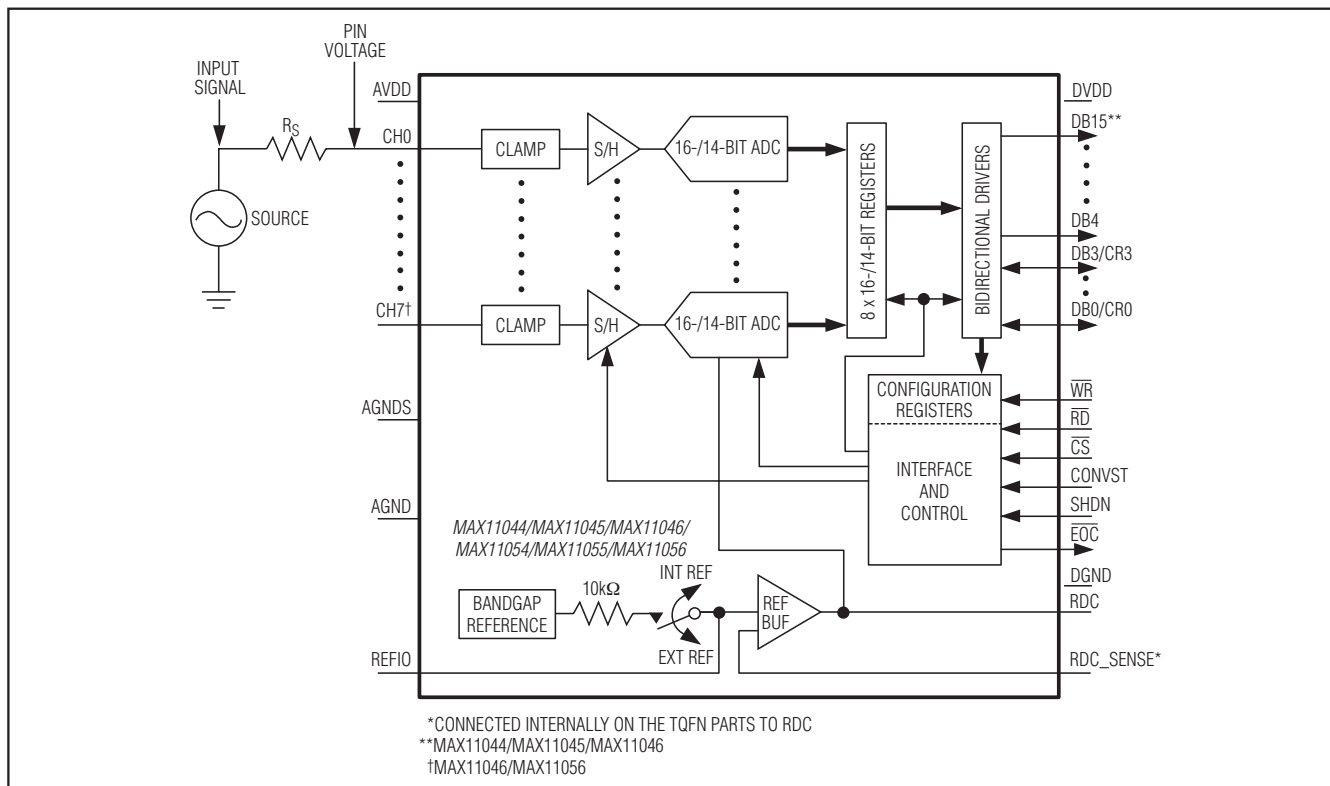 PIN
VOLTAGE
INPUT
SIGNAL
RS
SOURCE
AVDD
CH0
CH7†
AGNDS
AGND
REFIO
CLAMP
S/H
16-/14-BIT ADC
CLAMP
S/H
16-/14-BIT ADC
8 x 16-/14-BIT REGISTERS
BIDIRECTIONAL DRIVERS
CONFIGURATION
REGISTERS
INTERFACE
AND
CONTROL
MAX11044/MAX11045/MAX11046/
MAX11054/MAX11055/MAX11056
BANDGAP
REFERENCE
10kΩ
INT REF
EXT REF
REF
BUF
DVDD
DB15**
DB4
DB3/CR3
DB0/CR0
WR
RD
CS
CONVST
SHDN
EOC
DGND
RDC
RDC_SENSE*
*CONNECTED INTERNALLY ON THE TQFN PARTS TO RDC
**MAX11044/MAX11045/MAX11046
†MAX11046/MAX11056